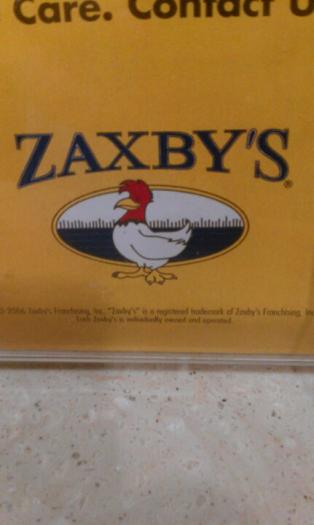 Care. Contact U
ZAXBY'S®
© 2006 Zaxby's Franchising, Inc. "Zaxby's" is a registered trademark of Zaxby's Franchising, Inc
Each Zaxby's is individually owned and operated.